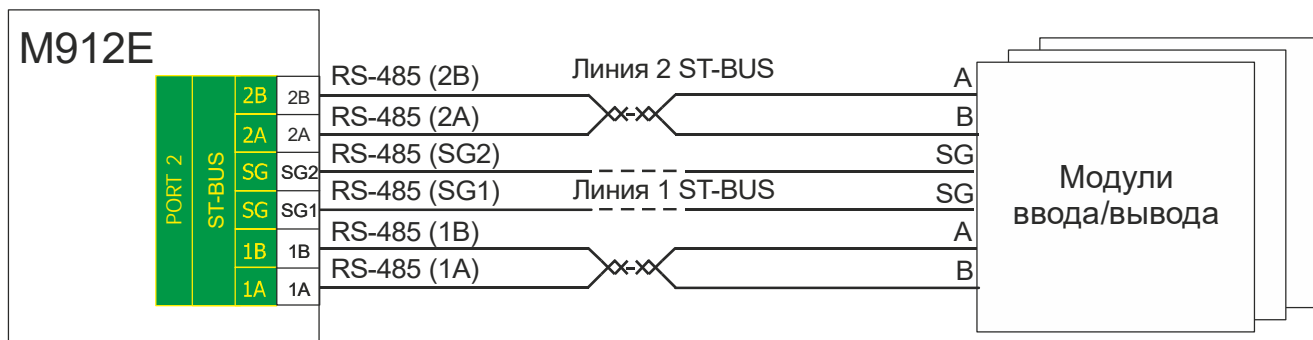 M912E
PORT 2
ST-BUS
2B
2A
SG
SG
1B
1A
2B
2A
SG2
SG1
1B
1A
RS-485 (2B)
RS-485 (2A)
RS-485 (SG2)
RS-485 (SG1)
RS-485 (1B)
RS-485 (1A)
Линия 2 ST-BUS
Линия 1 ST-BUS
A
B
SG
SG
A
B
Модули
ввода/вывода